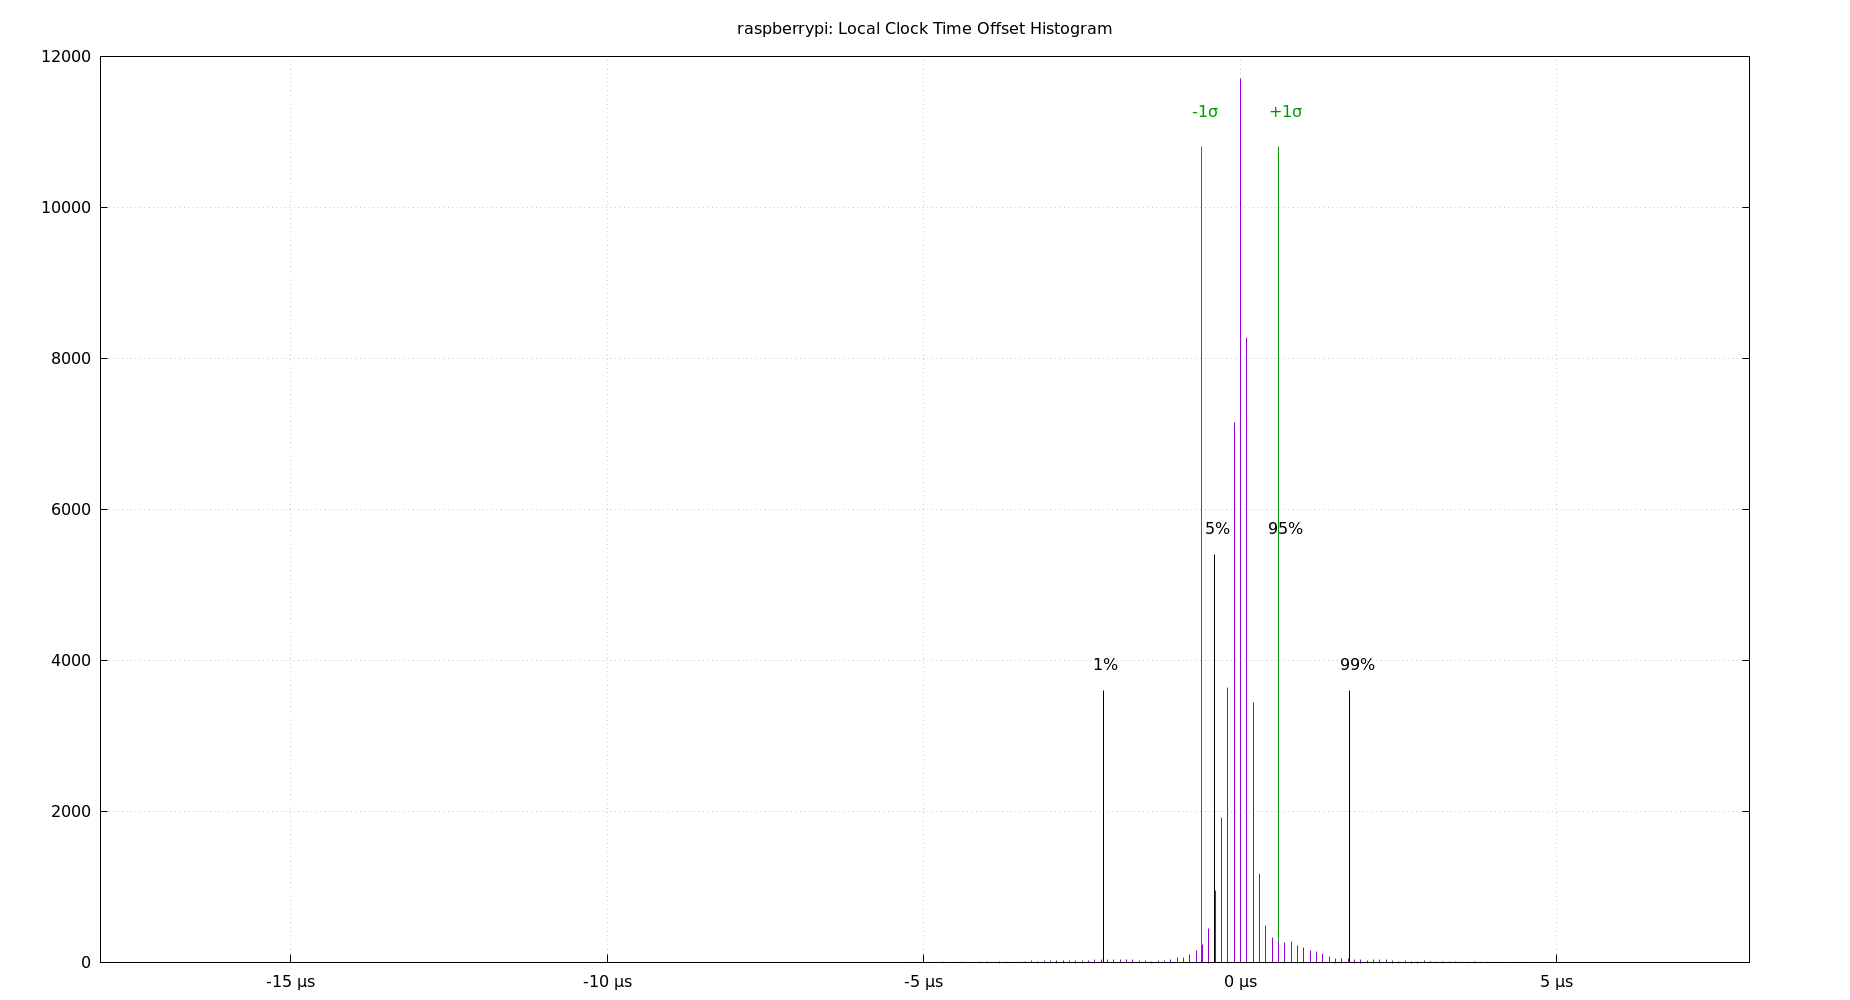 raspberrypi: Local Clock Time Offset Histogram
12000
-1σ
+1σ
10000
8000
6000
5%
95%
4000
1%
99%
2000
0
-15 µs
-10 µs
-5 µs
0 µs
5 µs